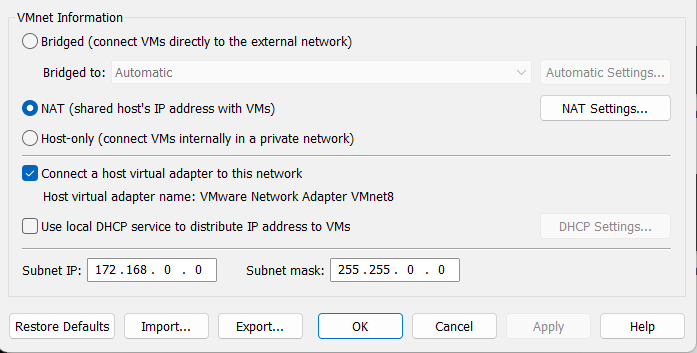 VMnet Information
Bridged (connect VMs directly to the external network)
Bridged to: Automatic Automatic Settings...
NAT (shared host's IP address with VMs) NAT Settings...
Host-only (connect VMs internally in a private network)
Connect a host virtual adapter to this network
Host virtual adapter name: VMware Network Adapter VMnet8
Use local DHCP service to distribute IP address to VMs DHCP Settings...
Subnet IP: 172 . 168 . 0 . 0 Subnet mask: 255 . 255 . 0 . 0
Restore Defaults Import... Export... OK Cancel Apply Help